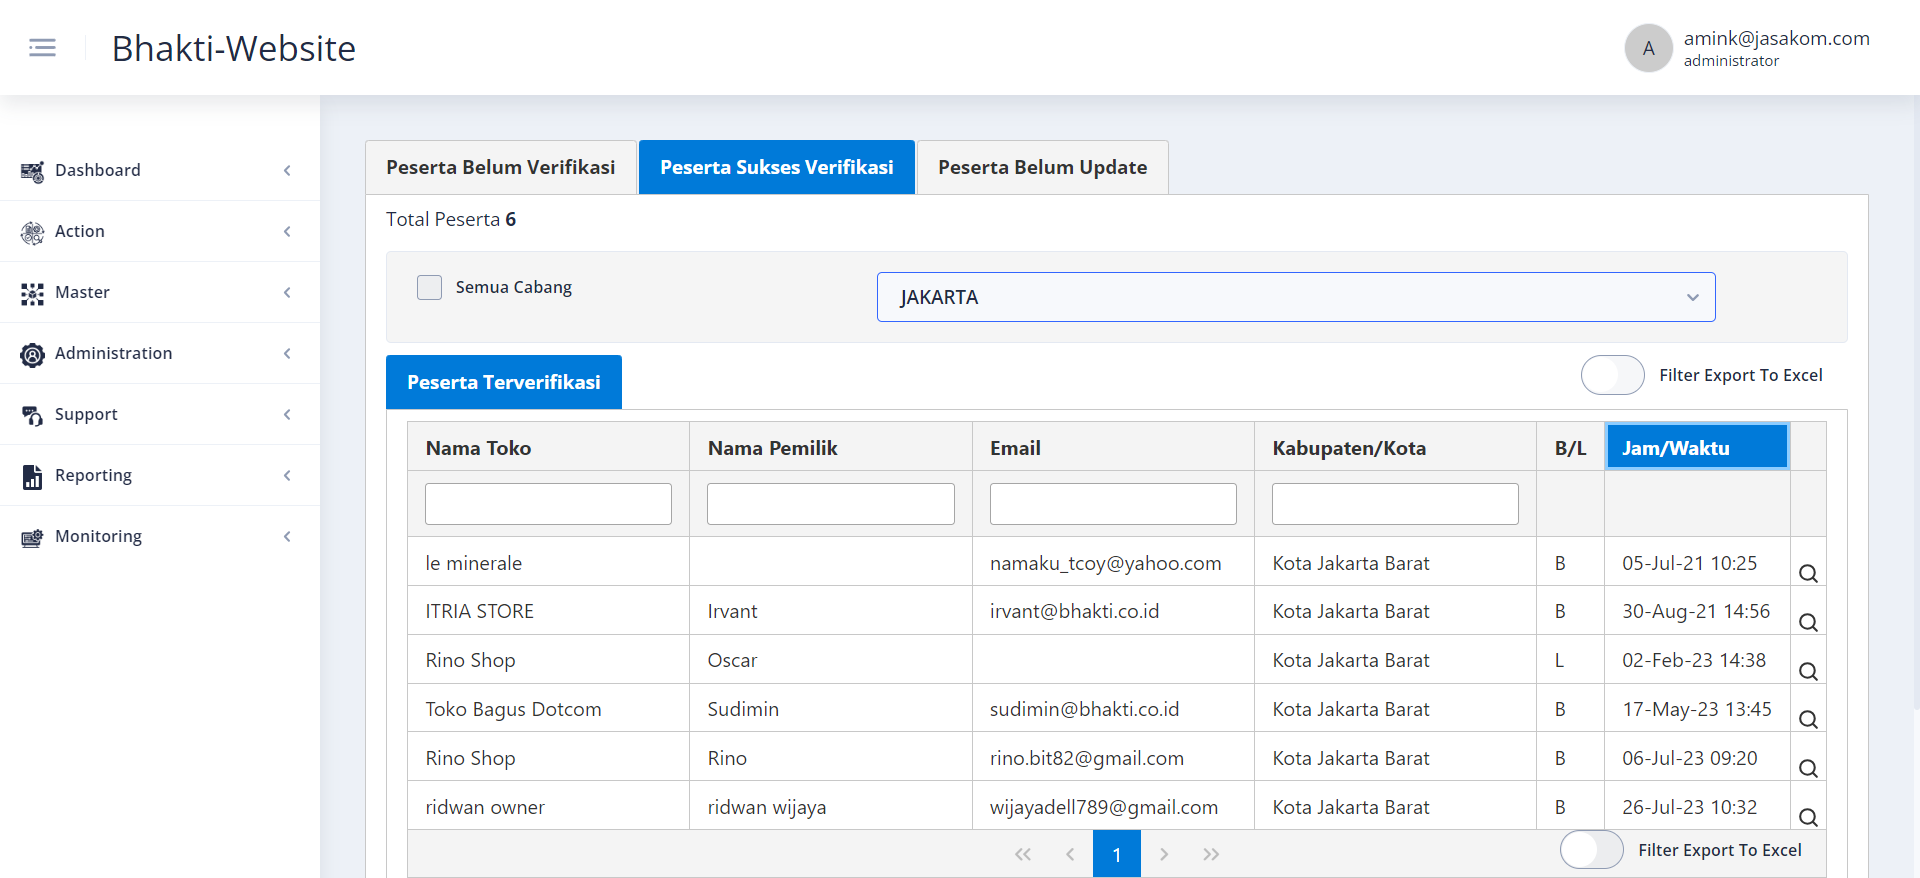 Bhakti-Website
A
amink@jasakom.com
administrator
Dashboard
Action
Master
Administration
Support
Reporting
Monitoring
Peserta Belum Verifikasi
Peserta Sukses Verifikasi
Peserta Belum Update
Total Peserta 6
Semua Cabang
JAKARTA
Peserta Terverifikasi
Filter Export To Excel
Nama Toko Nama Pemilik Email Kabupaten/Kota B/L Jam/Waktu
le minerale namaku_tcoy@yahoo.com Kota Jakarta Barat B 05-Jul-21 10:25
ITRIA STORE Irvant irvant@bhakti.co.id Kota Jakarta Barat B 30-Aug-21 14:56
Rino Shop Oscar Kota Jakarta Barat L 02-Feb-23 14:38
Toko Bagus Dotcom Sudimin sudimin@bhakti.co.id Kota Jakarta Barat B 17-May-23 13:45
Rino Shop Rino rino.bit82@gmail.com Kota Jakarta Barat B 06-Jul-23 09:20
ridwan owner ridwan wijaya wijayadell789@gmail.com Kota Jakarta Barat B 26-Jul-23 10:32
1
Filter Export To Excel